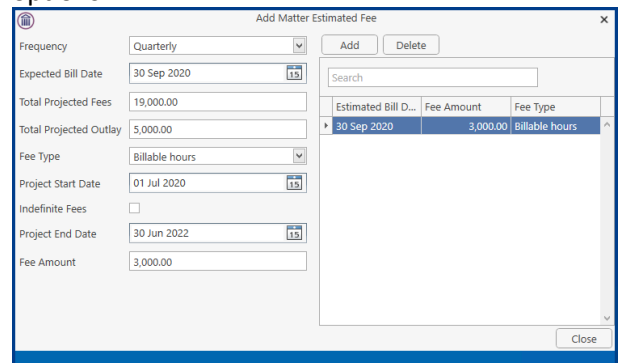 Add Matter Estimated Fee
Frequency Quarterly
Expected Bill Date 30 Sep 2020 15
Total Projected Fees 19,000.00
Total Projected Outlay 5,000.00
Fee Type Billable hours
Project Start Date 01 Jul 2020 15
Indefinite Fees
Project End Date 30 Jun 2022 15
Fee Amount 3,000.00
Add Delete
Search
Estimated Bill D... Fee Amount Fee Type
30 Sep 2020 3,000.00 Billable hours
Close